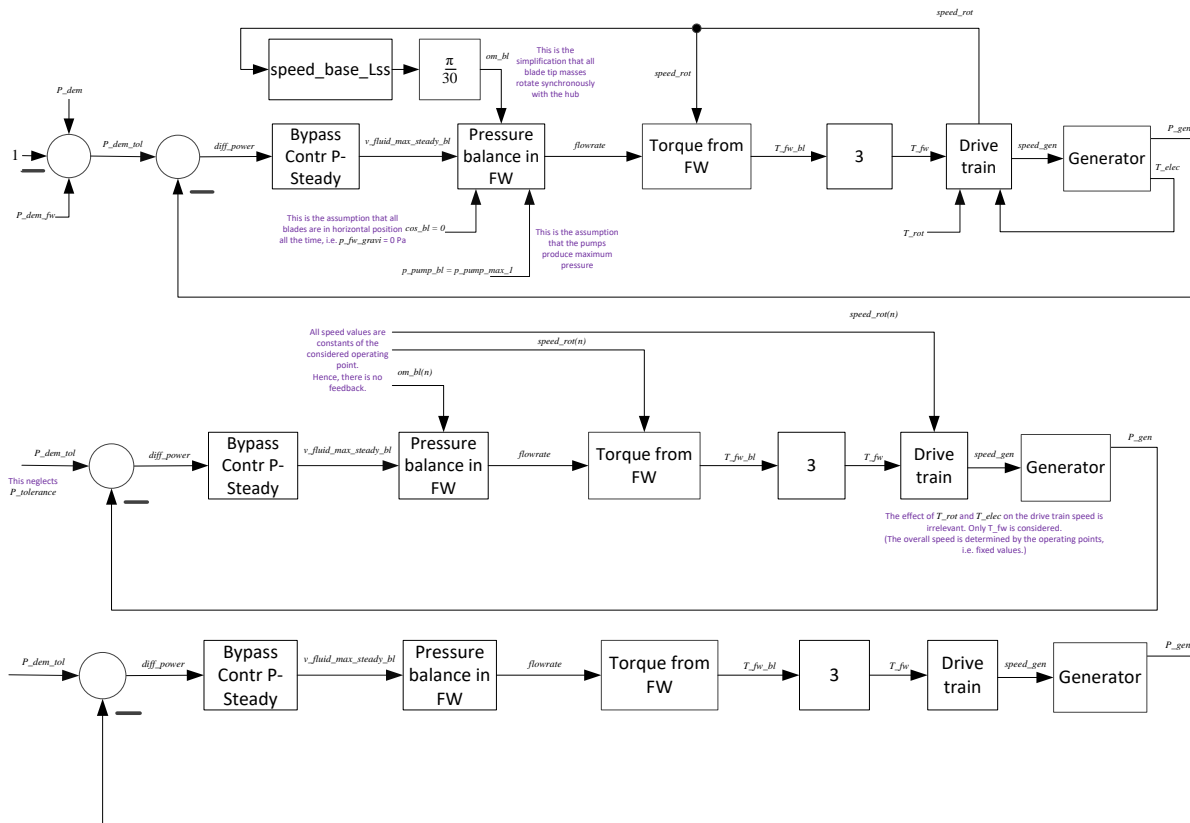 speed_rot
speed_base_Lss
π
30
om_bl
This is the
simplification that all
blade tip masses
rotate synchronously
with the hub
speed_rot
P_dem
1
P_dem_tol
diff_power
Bypass
Contr P-
Steady
v_fluid_max_steady_bl
Pressure
balance in
FW
flowrate
Torque from
FW
T_fw_bl
3
T_fw
Drive
train
speed_gen
Generator
P_gen
T_elec
P_dem_fw
This is the assumption that all
blades are in horizontal position
all the time, i.e. p_fw_gravi = 0 Pa
cos_bl = 0
This is the assumption
that the pumps
produce maximum
pressure
p_pump_bl = p_pump_max_1
T_rot
All speed values are
constants of the
considered operating
point.
Hence, there is no
feedback.
speed_rot(n)
speed_rot(n)
om_bl(n)
P_dem_tol
This neglects
P_tolerance
diff_power
Bypass
Contr P-
Steady
v_fluid_max_steady_bl
Pressure
balance in
FW
flowrate
Torque from
FW
T_fw_bl
3
T_fw
Drive
train
speed_gen
Generator
P_gen
The effect of T_rot and T_elec on the drive train speed is
irrelevant. Only T_fw is considered.
(The overall speed is determined by the operating points,
i.e. fixed values.)
P_dem_tol
diff_power
Bypass
Contr P-
Steady
v_fluid_max_steady_bl
Pressure
balance in
FW
flowrate
Torque from
FW
T_fw_bl
3
T_fw
Drive
train
speed_gen
Generator
P_gen